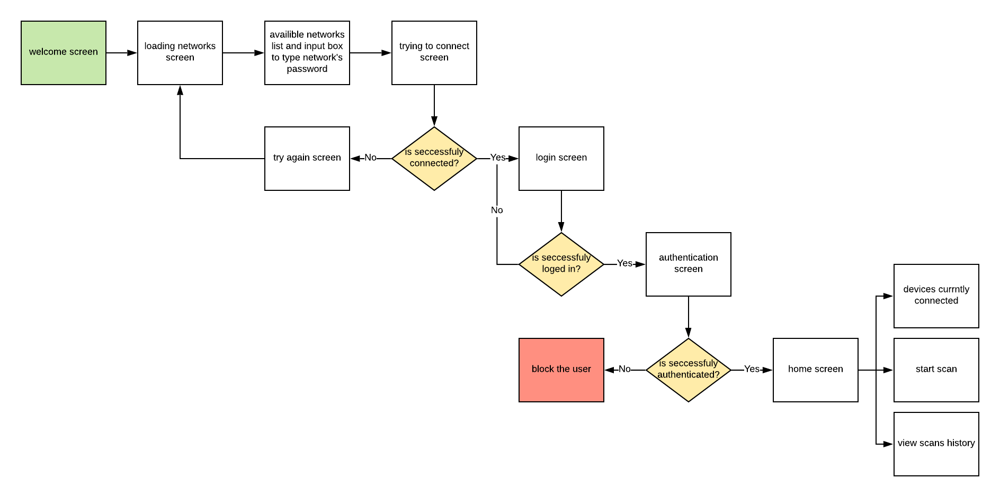 welcome screen
loading networks
screen
availible networks
list and input box
to type network's
password
trying to connect
screen
try again screen
No
is seccessfuly
connected?
Yes
login screen
No
is seccessfuly
loged in?
Yes
authentication
screen
devices currntly
connected
block the user
No
is seccessfuly
authenticated?
Yes
home screen
start scan
view scans history